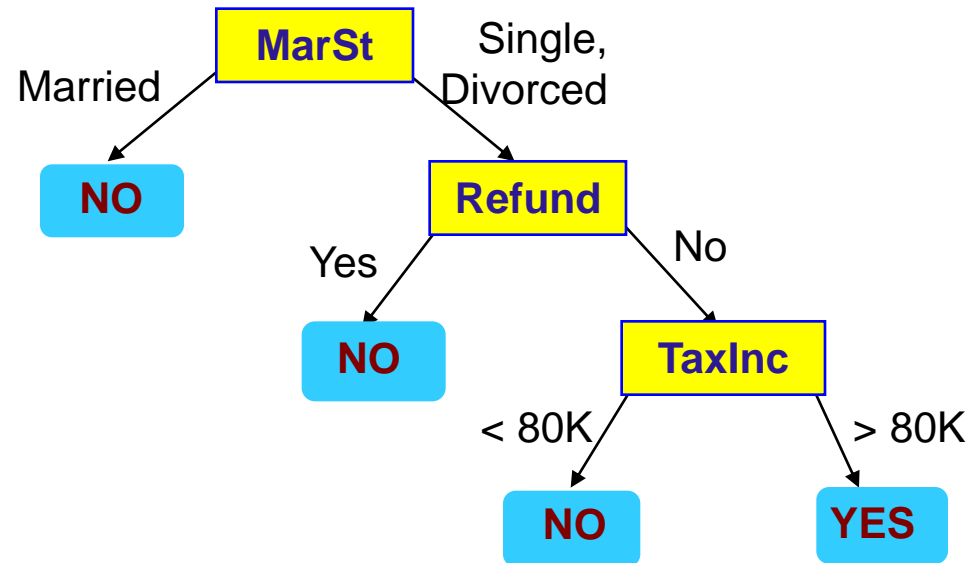 MarSt
Single,
Divorced
Married
NO
Refund
Yes
No
NO
TaxInc
< 80K
> 80K
NO
YES